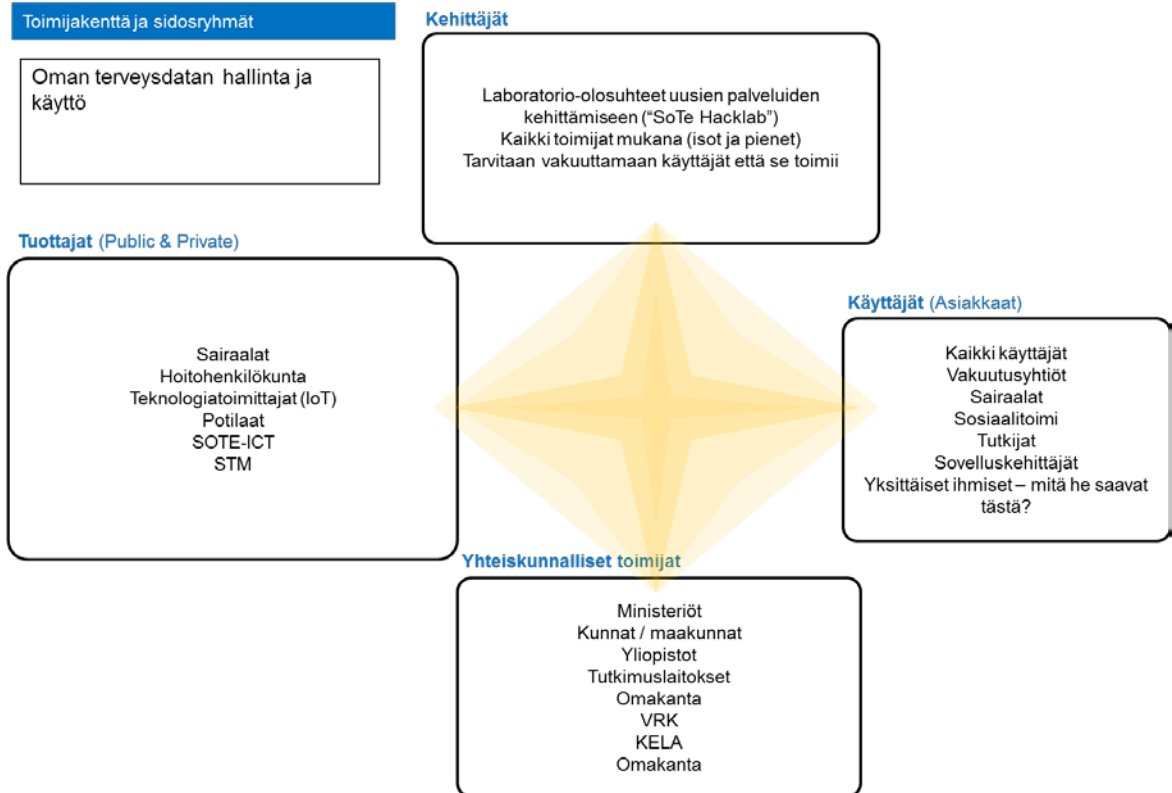 Toimijakenttä ja sidosryhmät
Oman terveysdatan hallinta ja
käyttö
Kehittäjät
Laboratorio-olosuhteet uusien palveluiden
kehittämiseen (“SoTe Hacklab”)
Kaikki toimijat mukana (isot ja pienet)
Tarvitaan vakuuttamaan käyttäjät että se toimii
Tuottajat (Public & Private)
Sairaalat
Hoitohenkilökunta
Teknologiatoimittajat (IoT)
Potilaat
SOTE-ICT
STM
Käyttäjät (Asiakkaat)
Kaikki käyttäjät
Vakuutusyhtiöt
Sairaalat
Sosiaalitoimi
Tutkijat
Sovelluskehittäjät
Yksittäiset ihmiset – mitä he saavat
tästä?
Yhteiskunnalliset toimijat
Ministeriöt
Kunnat / maakunnat
Yliopistot
Tutkimuslaitokset
Omakanta
VRK
KELA
Omakanta